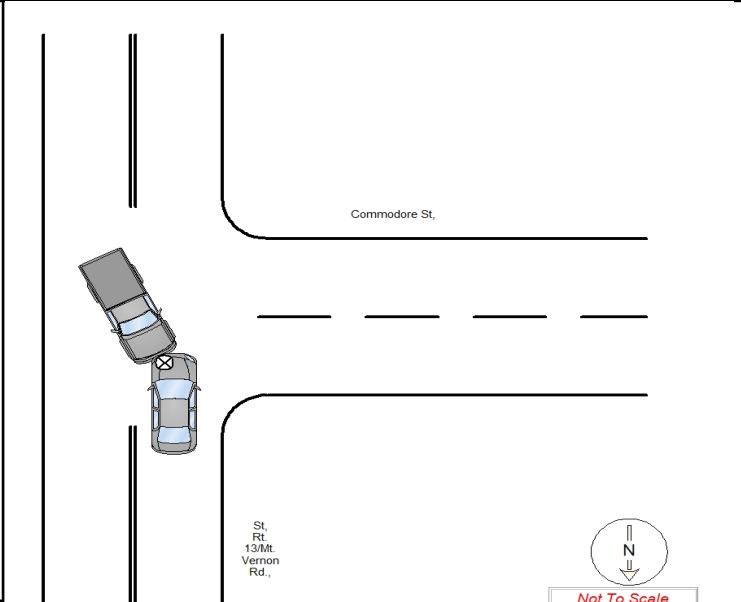 Commodore St,
St,
Rt.
13/Mt.
Vernon
Rd.,
N
Not To Scale